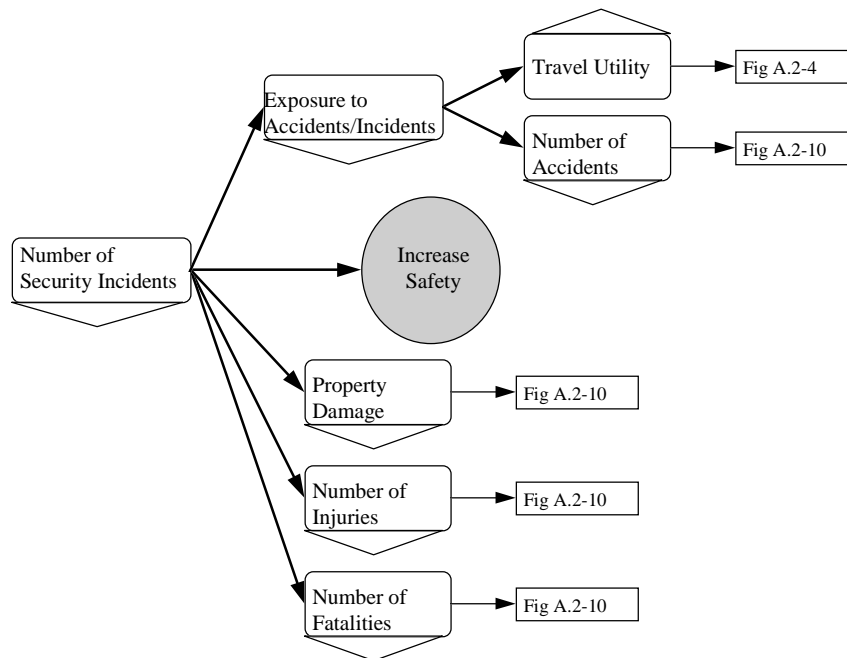 Travel Utility
Fig A.2-4
Exposure to
Accidents/Incidents
Number of
Accidents
Fig A.2-10
Increase
Safety
Number of
Security Incidents
Property
Damage
Fig A.2-10
Number of
Injuries
Fig A.2-10
Number of
Fatalities
Fig A.2-10